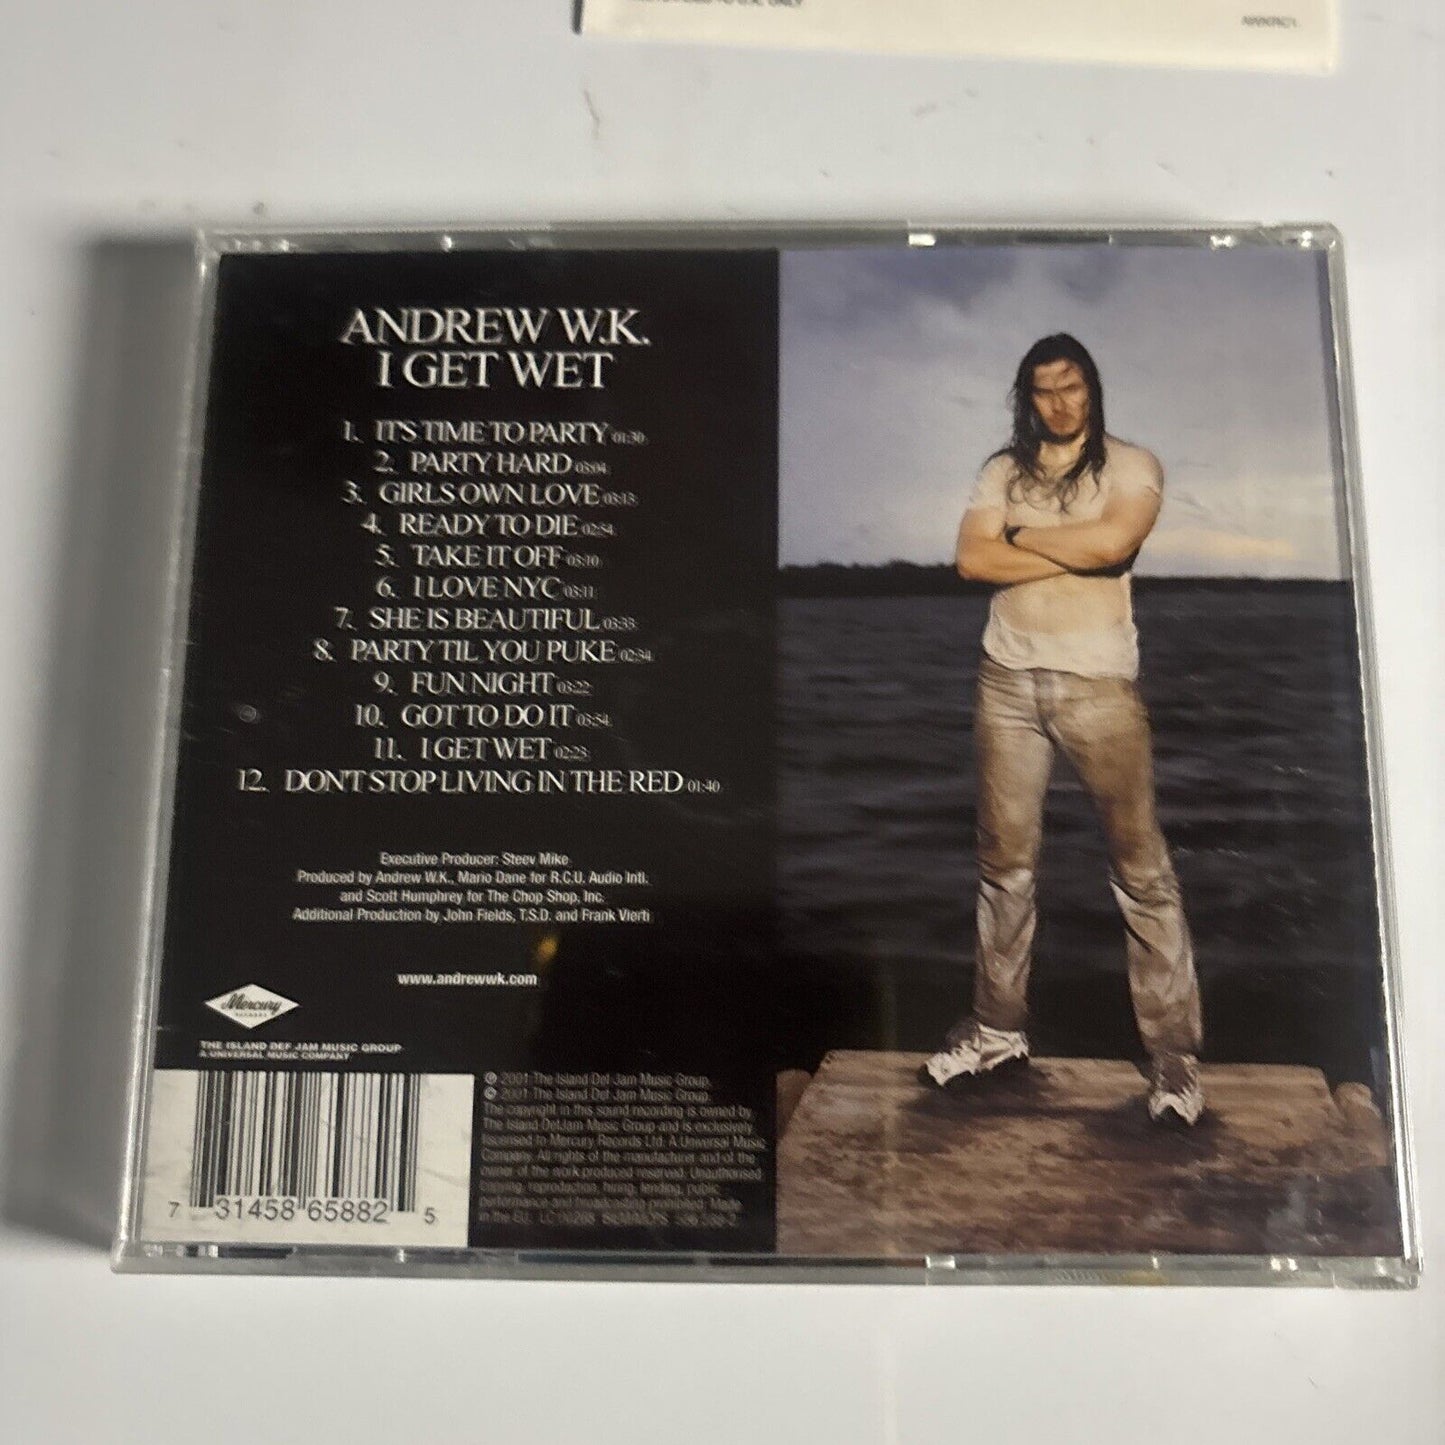 ONLY
ANDREW W.K.
I GET WET
1. IT'S TIME TO PARTY 01:30
2. PARTY HARD 03:04
3. GIRLS OWN LOVE 03:13
4. READY TO DIE 02:54
5. TAKE IT OFF 03:10
6. I LOVE NYC 03:11
7. SHE IS BEAUTIFUL 03:33
8. PARTY TIL YOU PUKE 02:34
9. FUN NIGHT 03:22
10. GOT TO DO IT 03:54
11. I GET WET 02:23
12. DON'T STOP LIVING IN THE RED 01:40
Executive Producer: Steev Mike
Produced by Andrew W.K., Mario Dane for R.C.U. Audio Intl.
and Scott Humphrey for The Chop Shop, Inc.
Additional Production by John Fields, T.S.D. and Frank Vierti
www.andrewwk.com
Mercury
RECORDS
THE ISLAND DEF JAM MUSIC GROUP
A UNIVERSAL MUSIC COMPANY
℗ 2001 The Island Def Jam Music Group.
© 2001 The Island Def Jam Music Group.
The copyright in this sound recording is owned by
The Island DefJam Music Group and is exclusively
licensed to Mercury Records Ltd. A Universal Music
Company. All rights of the manufacturer and of the
owner of the work produced reserved. Unauthorised
copying, reproduction, hiring, lending, public
performance and broadcasting prohibited. Made
in the EU. LC 00268
7 31458 65882 5